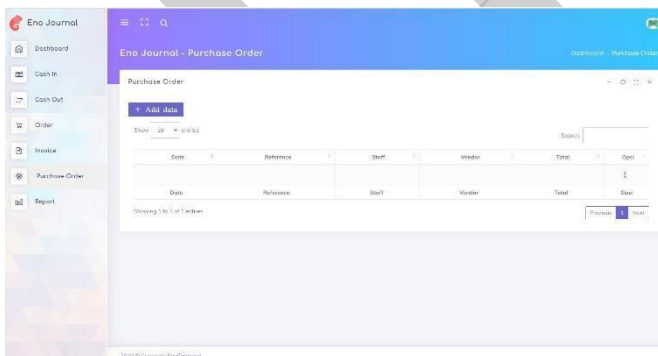 Eno Journal
Dashboard
Cash In
Cash Out
Order
Invoice
Purchase Order
Report
Eno Journal - Purchase Order
Dashboard - Purchase Order
Purchase Order
+ Add data
Show 10 entries
Search
Date Reference Staff Vendor Total Opsi
Date Reference Staff Vendor Total Opsi
Showing 1 to 1 of 1 entries
Previous 1 Next